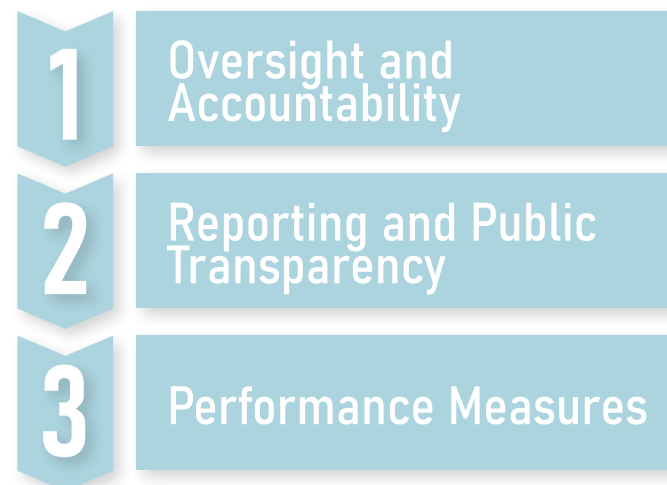 1
Oversight and
Accountability
2
Reporting and Public
Transparency
3
Performance Measures